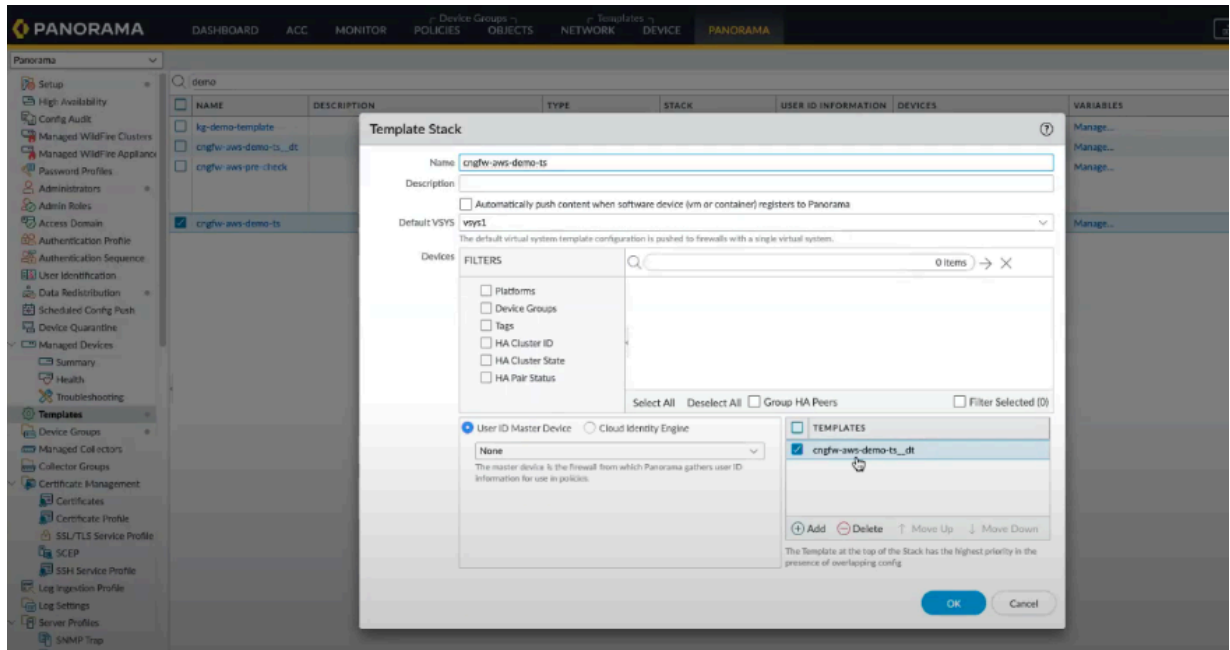 PANORAMA
DASHBOARD ACC MONITOR
Device Groups
POLICIES OBJECTS
Templates
NETWORK DEVICE
PANORAMA
Panorama
Setup
High Availability
Config Audit
Managed WildFire Clusters
Managed WildFire Appliance
Password Profiles
Administrators
Admin Roles
Access Domain
Authentication Profile
Authentication Sequence
User Identification
Data Redistribution
Scheduled Config Push
Device Quarantine
Managed Devices
Summary
Health
Troubleshooting
Templates
Device Groups
Managed Collectors
Collector Groups
Certificate Management
Certificates
Certificate Profile
SSL/TLS Service Profile
SCEP
SSH Service Profile
Log Ingestion Profile
Log Settings
Server Profiles
SNMP Trap
demo
NAME DESCRIPTION TYPE STACK USER ID INFORMATION DEVICES VARIABLES
kg-demo-template Manage...
cngfw-aws-demo-ts__dt Manage...
cngfw-aws-pre-check Manage...
cngfw-aws-demo-ts Manage...
Template Stack
Name cngfw-aws-demo-ts
Description
Automatically push content when software device (vm or container) registers to Panorama
Default VSYS vsys1
The default virtual system template configuration is pushed to firewalls with a single virtual system.
Devices FILTERS
0 items
Platforms
Device Groups
Tags
HA Cluster ID
HA Cluster State
HA Pair Status
Select All Deselect All Group HA Peers Filter Selected (0)
User ID Master Device Cloud Identity Engine
None
The master device is the firewall from which Panorama gathers user ID
information for use in policies
TEMPLATES
cngfw-aws-demo-ts__dt
Add Delete Move Up Move Down
The Template at the top of the Stack has the highest priority in the
presence of overlapping config
OK Cancel